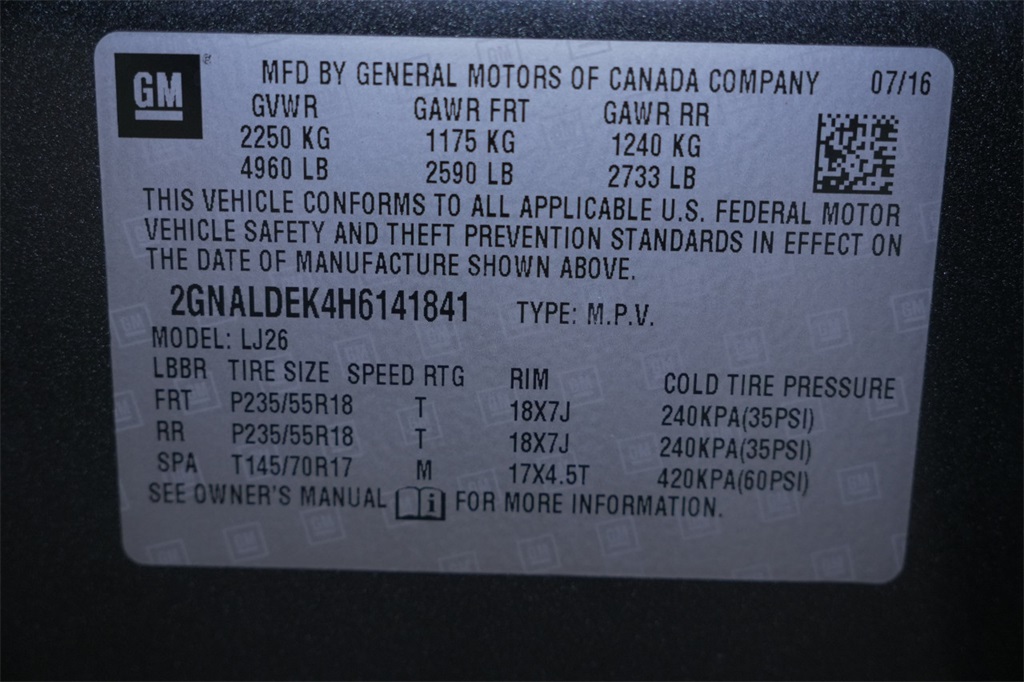 GM
MFD BY GENERAL MOTORS OF CANADA COMPANY 07/16
GVWR GAWR FRT GAWR RR
2250 KG 1175 KG 1240 KG
4960 LB 2590 LB 2733 LB
THIS VEHICLE CONFORMS TO ALL APPLICABLE U.S. FEDERAL MOTOR
VEHICLE SAFETY AND THEFT PREVENTION STANDARDS IN EFFECT ON
THE DATE OF MANUFACTURE SHOWN ABOVE.
2GNALDEK4H6141841 TYPE: M.P.V.
MODEL: LJ26
LBBR TIRE SIZE SPEED RTG RIM COLD TIRE PRESSURE
FRT P235/55R18 T 18X7J 240KPA(35PSI)
RR P235/55R18 T 18X7J 240KPA(35PSI)
SPA T145/70R17 M 17X4.5T 420KPA(60PSI)
SEE OWNER'S MANUAL i FOR MORE INFORMATION.